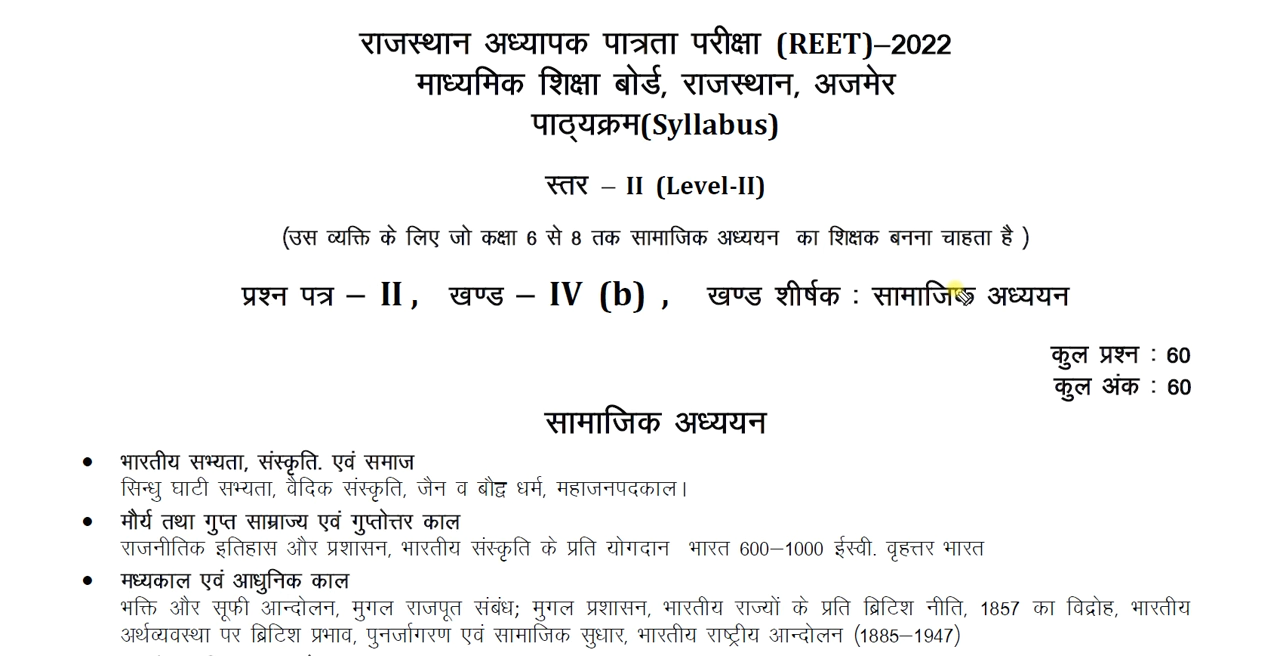 राजस्थान अध्यापक पात्रता परीक्षा (REET)–2022
माध्यमिक शिक्षा बोर्ड, राजस्थान, अजमेर
पाठ्यक्रम(Syllabus)
स्तर – II (Level-II)
(उस व्यक्ति के लिए जो कक्षा 6 से 8 तक सामाजिक अध्ययन का शिक्षक बनना चाहता है )
प्रश्न पत्र – II , खण्ड – IV (b) , खण्ड शीर्षक : सामाजिक अध्ययन
कुल प्रश्न : 60
कुल अंक : 60
सामाजिक अध्ययन
• भारतीय सभ्यता, संस्कृति. एवं समाज
सिन्धु घाटी सभ्यता, वैदिक संस्कृति, जैन व बौद्व धर्म, महाजनपदकाल।
• मौर्य तथा गुप्त साम्राज्य एवं गुप्तोत्तर काल
राजनीतिक इतिहास और प्रशासन, भारतीय संस्कृति के प्रति योगदान भारत 600–1000 ईस्वी. वृहत्तर भारत
• मध्यकाल एवं आधुनिक काल
भक्ति और सूफी आन्दोलन, मुगल राजपूत संबंध; मुगल प्रशासन, भारतीय राज्यों के प्रति ब्रिटिश नीति, 1857 का विद्रोह, भारतीय
अर्थव्यवस्था पर ब्रिटिश प्रभाव, पुनर्जागरण एवं सामाजिक सुधार, भारतीय राष्ट्रीय आन्दोलन (1885–1947)